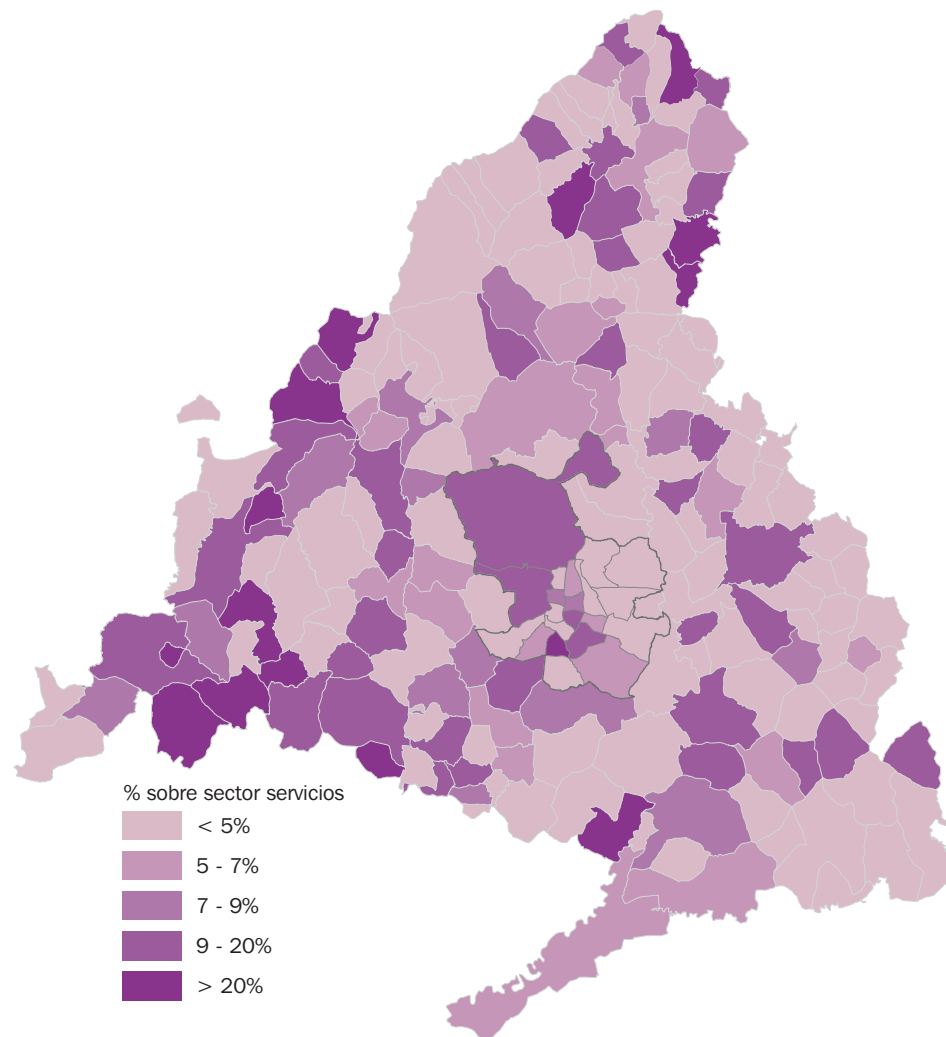 % sobre sector servicios
< 5%
5 - 7%
7 - 9%
9 - 20%
> 20%